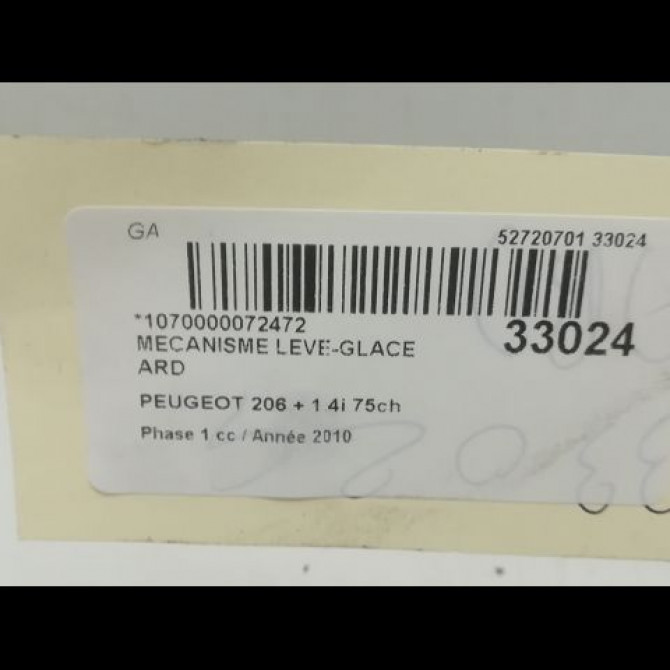 GA
52720701 33024
*1070000072472
33024
MECANISME LEVE-GLACE
ARD
PEUGEOT 206 + 1.4i 75ch
Phase 1 cc / Année 2010